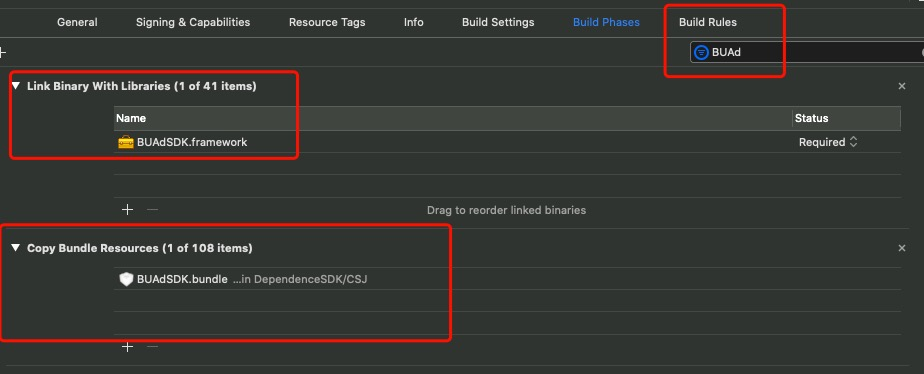 General Signing & Capabilities Resource Tags Info Build Settings Build Phases Build Rules
BUAd
Link Binary With Libraries (1 of 41 items)
Name Status
BUAdSDK.framework Required
Drag to reorder linked binaries
Copy Bundle Resources (1 of 108 items)
BUAdSDK.bundle ...in DependenceSDK/CSJ